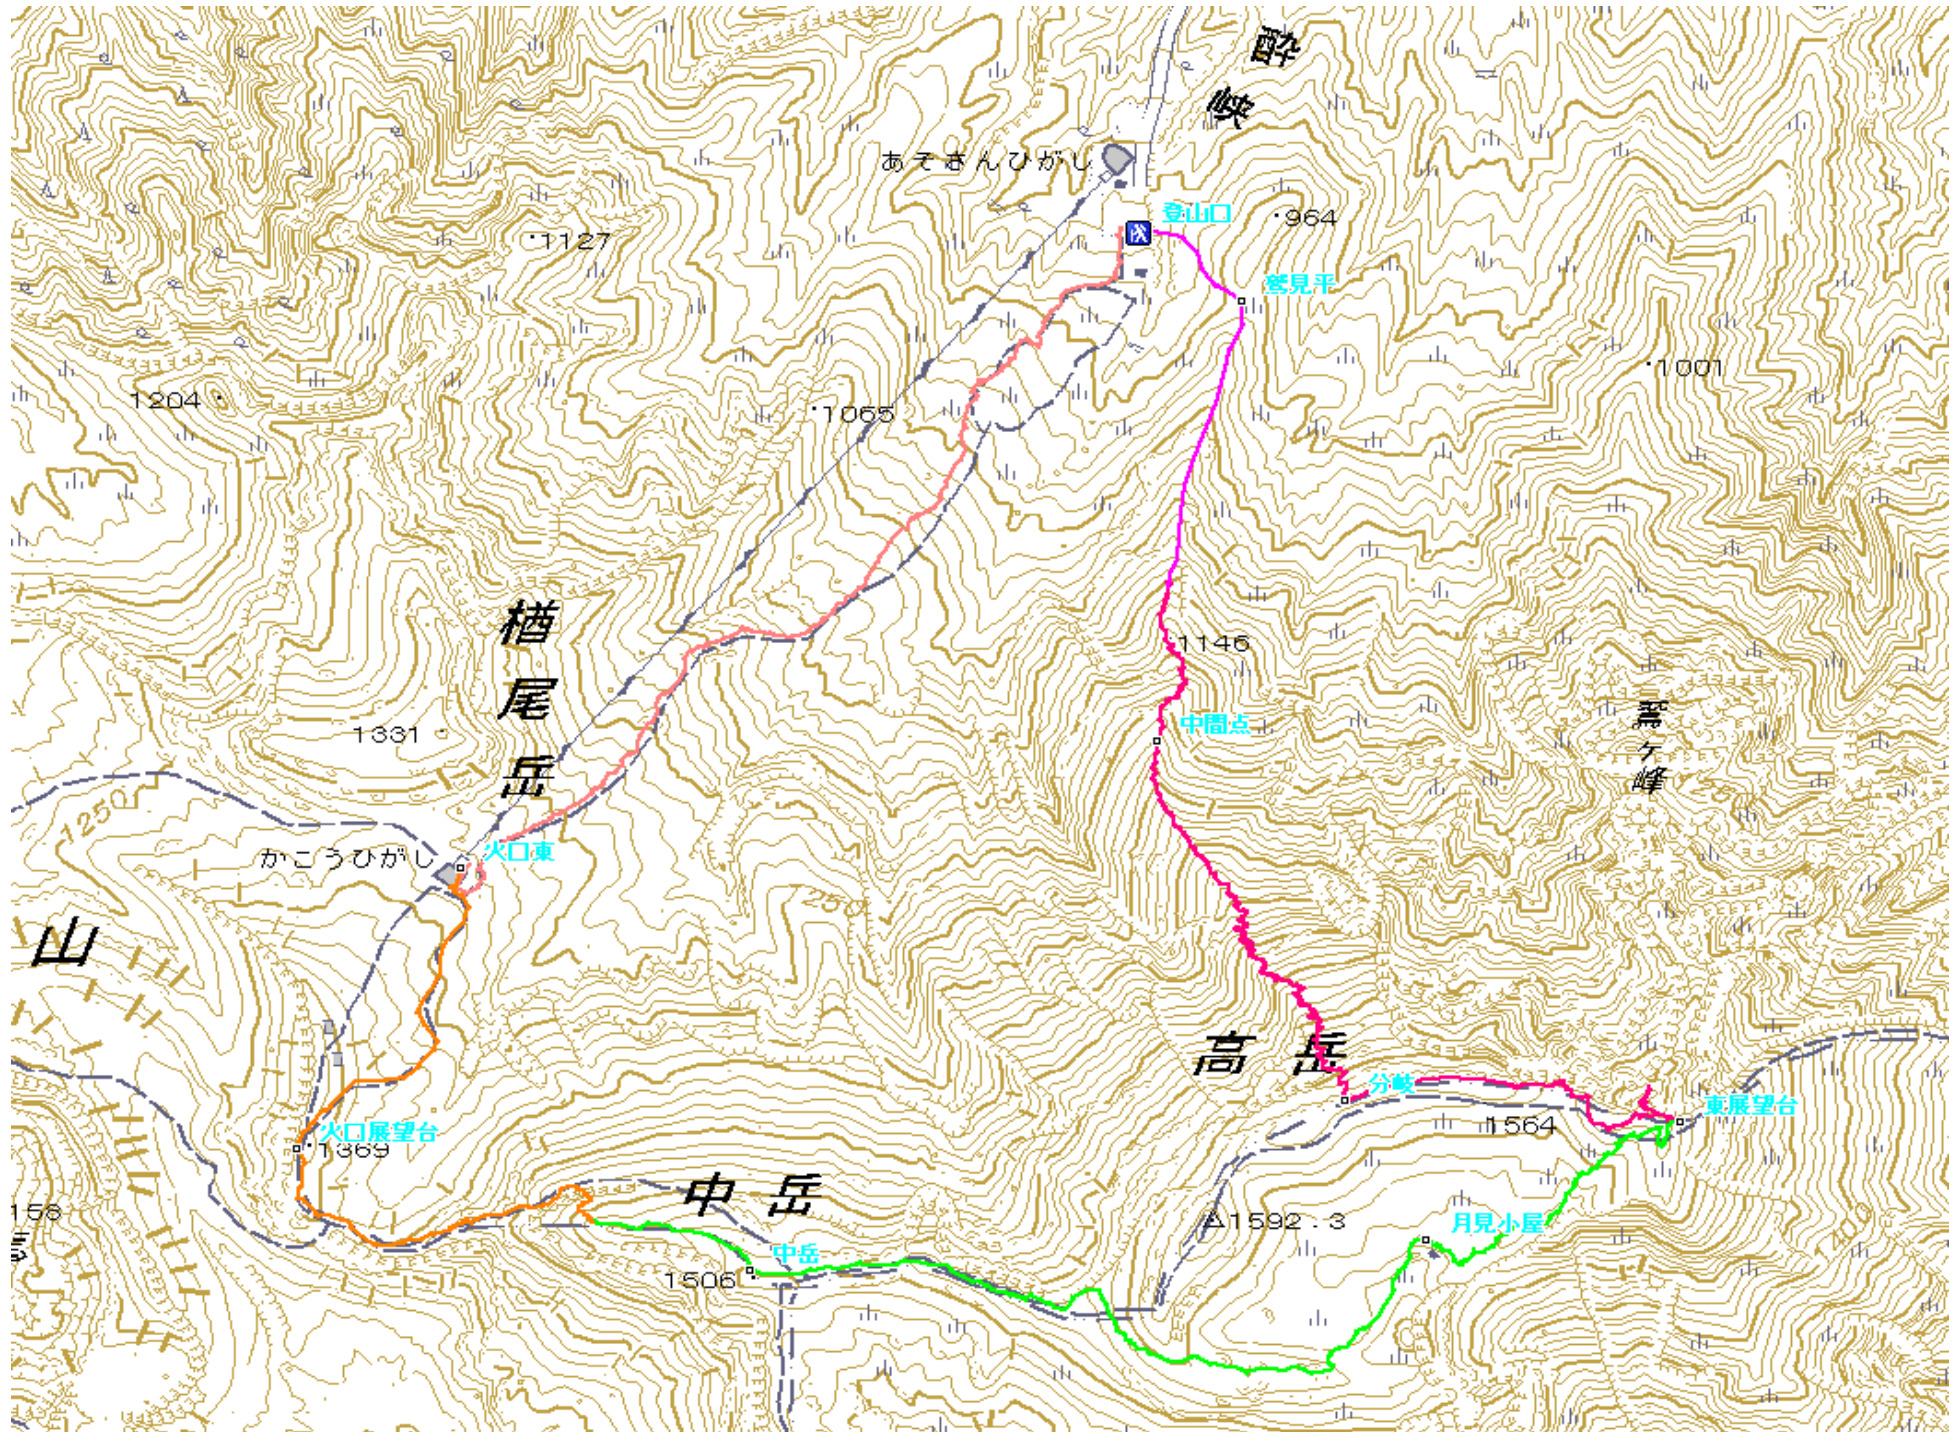 酔
峡
あそさんひがし
登山口
964
1127
鷲見平
1001
1204
1065
楢尾岳
1146
鷲ヶ峰
中間点
1331
1250
火口東
かこうひがし
山
高岳
分岐
東展望台
1564
火口展望台
1369
中岳
158
1592.3
月見小屋
中岳
1506